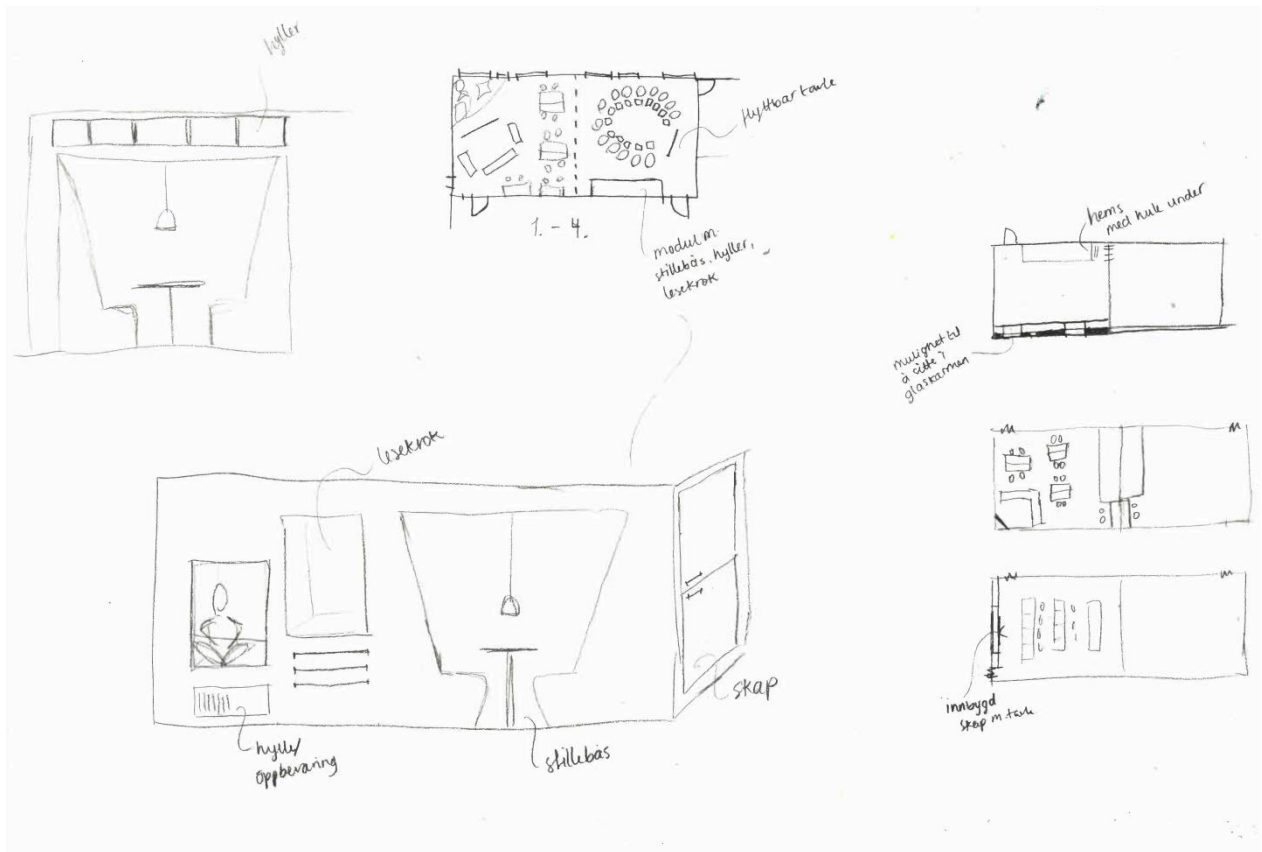 hyller
flyttbar tavle
1. - 4.
modul m.
stillebås, hyller,
lesekrok
hems
med hule under
mulighet til
å sitte i
glasskarmen
lesekrok
skap
innbygd
skap m. tavle
hylle/
oppbevaring
stillebås